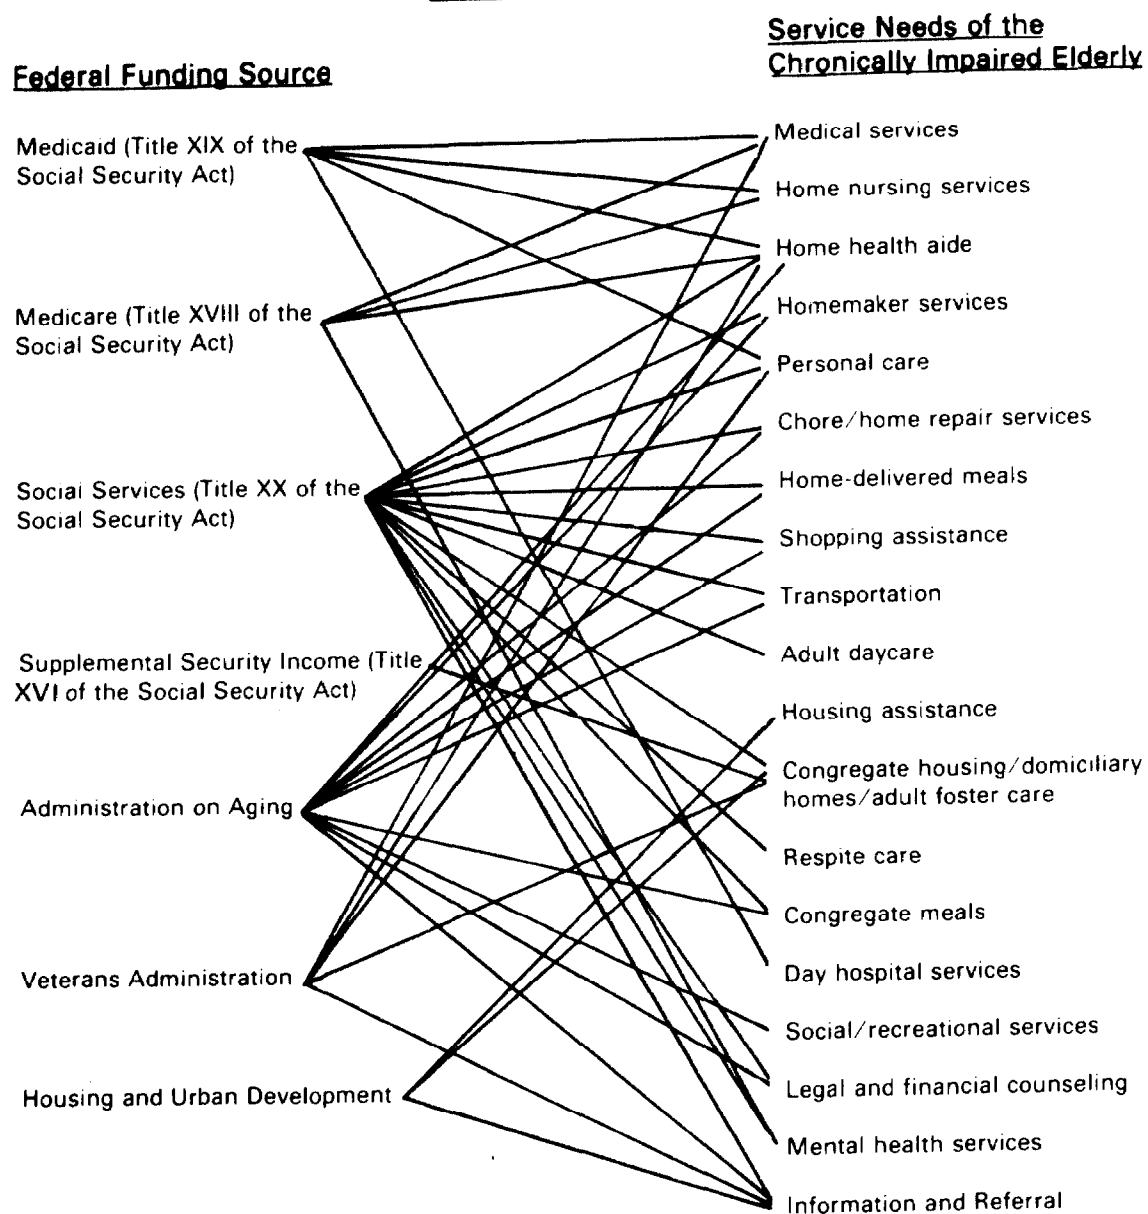 Service Needs of the
Chronically Impaired Elderly
Federal Funding Source
Medicaid (Title XIX of the
Social Security Act)
Medicare (Title XVIII of the
Social Security Act)
Social Services (Title XX of the
Social Security Act)
Supplemental Security Income (Title
XVI of the Social Security Act)
Administration on Aging
Veterans Administration
Housing and Urban Development
Medical services
Home nursing services
Home health aide
Homemaker services
Personal care
Chore/home repair services
Home-delivered meals
Shopping assistance
Transportation
Adult daycare
Housing assistance
Congregate housing/domiciliary
homes/adult foster care
Respite care
Congregate meals
Day hospital services
Social/recreational services
Legal and financial counseling
Mental health services
Information and Referral